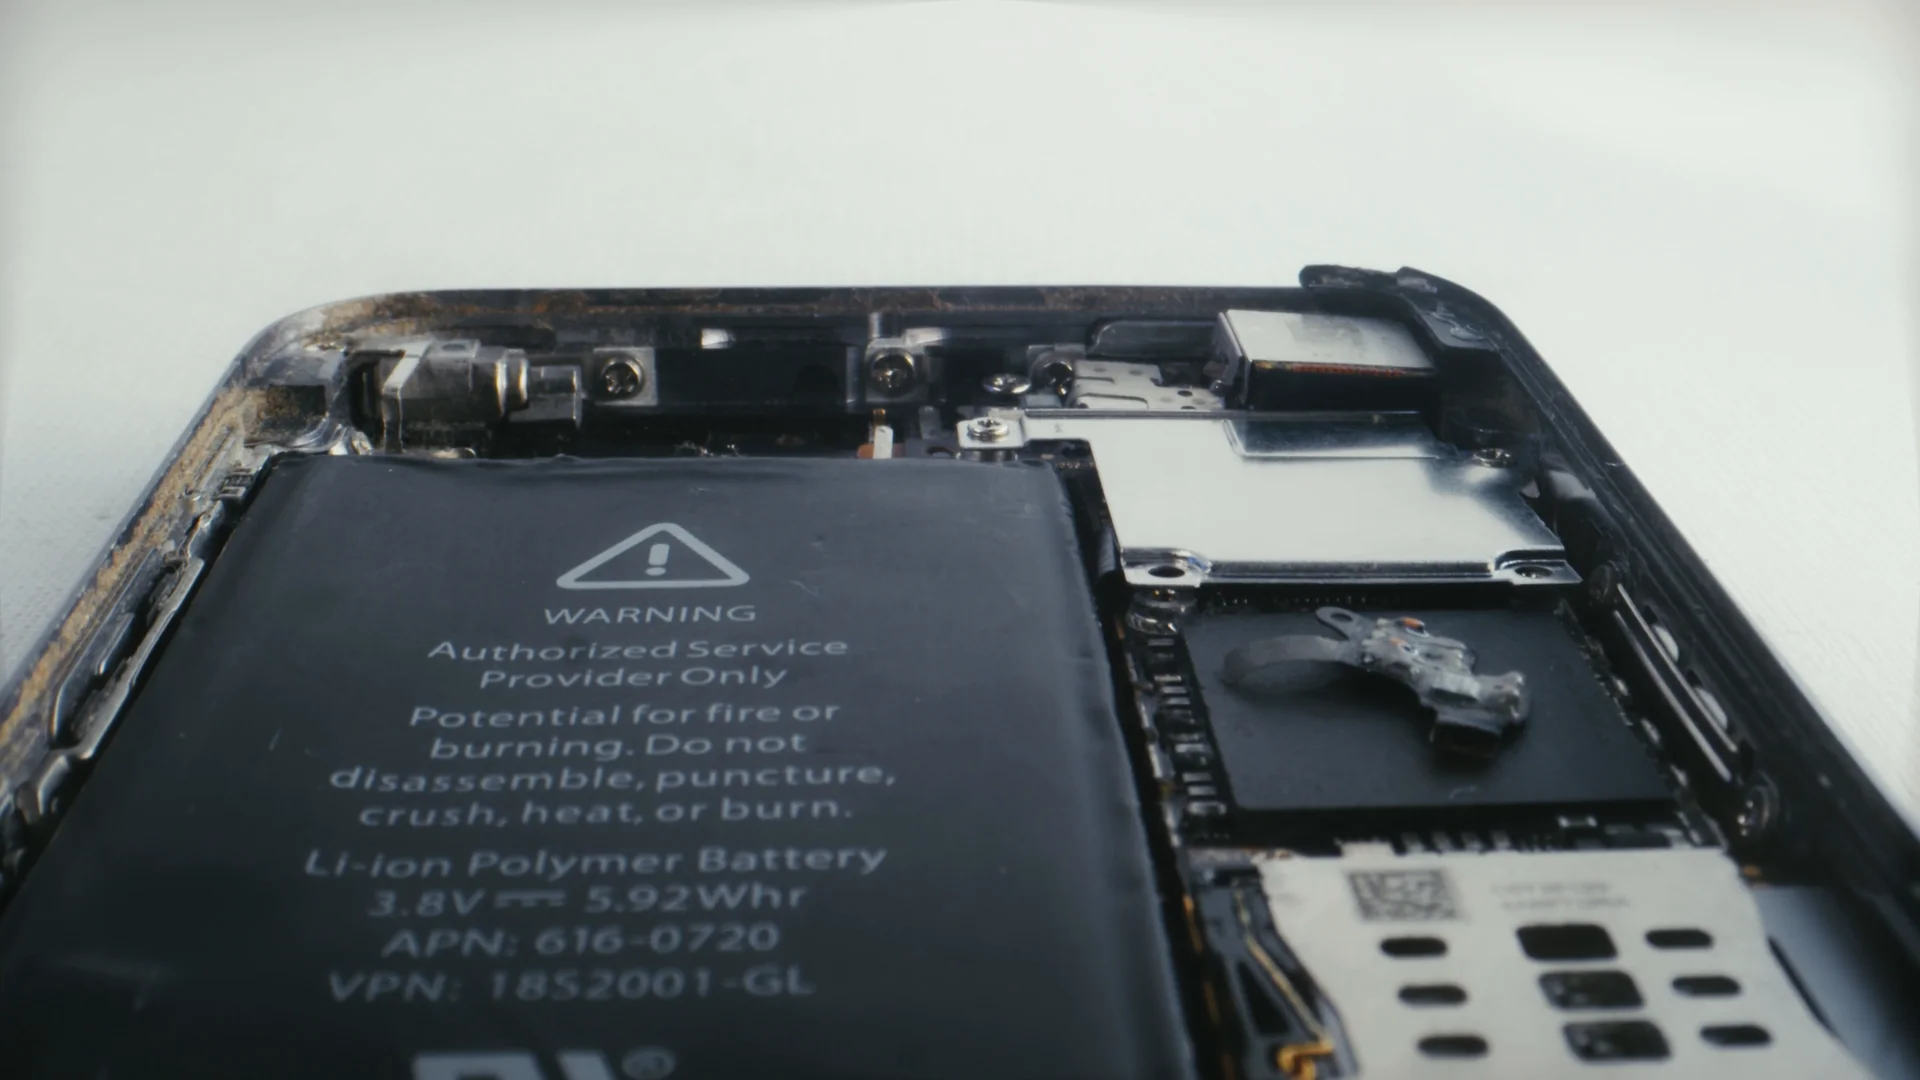 WARNING
Authorized Service
Provider Only
Potential for fire or
burning. Do not
disassemble, puncture,
crush, heat, or burn.
Li-ion Polymer Battery
3.8V ⎓ 5.92Whr
APN: 616-0720
VPN: 1852001-GL